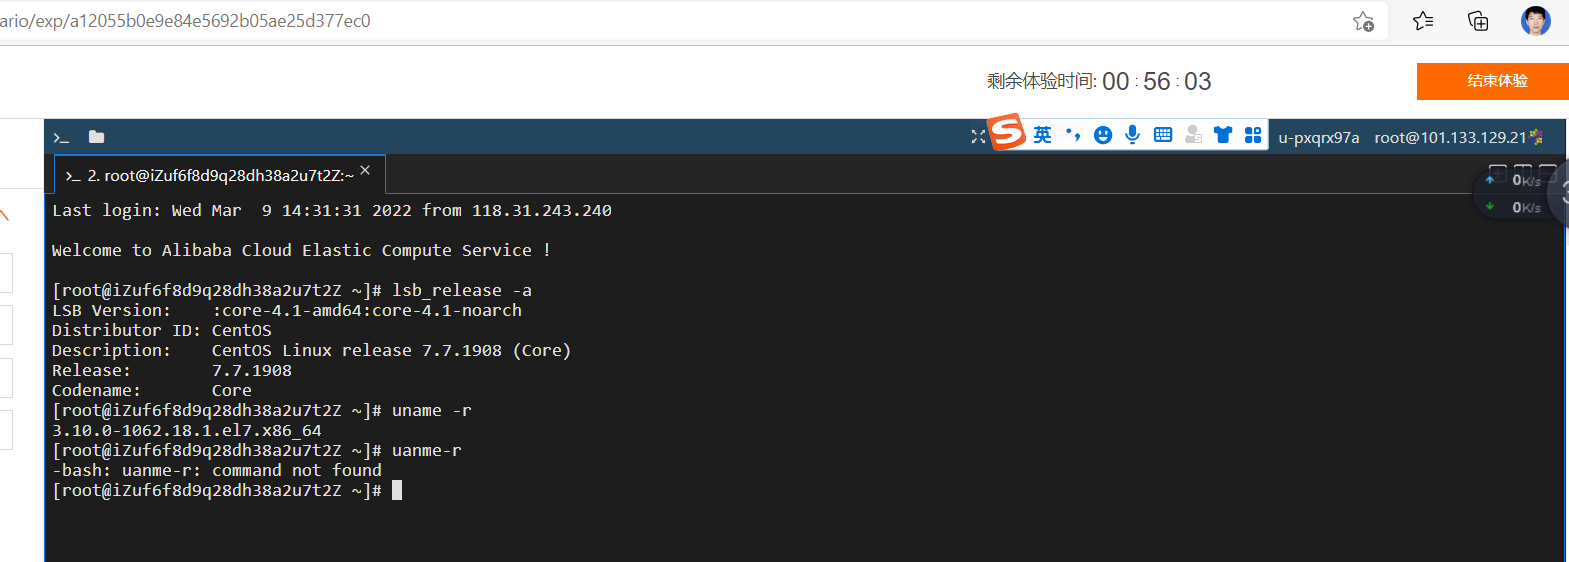 ario/exp/a12055b0e9e84e5692b05ae25d377ec0
剩余体验时间: 00 : 56 : 03
结束体验
英
u-pxqrx97a
root@101.133.129.21
2. root@iZuf6f8d9q28dh38a2u7t2Z:~
0K/s
0K/s
Last login: Wed Mar  9 14:31:31 2022 from 118.31.243.240
Welcome to Alibaba Cloud Elastic Compute Service !
[root@iZuf6f8d9q28dh38a2u7t2Z ~]# lsb_release -a
LSB Version:    :core-4.1-amd64:core-4.1-noarch
Distributor ID: CentOS
Description:    CentOS Linux release 7.7.1908 (Core)
Release:        7.7.1908
Codename:       Core
[root@iZuf6f8d9q28dh38a2u7t2Z ~]# uname -r
3.10.0-1062.18.1.el7.x86_64
[root@iZuf6f8d9q28dh38a2u7t2Z ~]# uanme-r
-bash: uanme-r: command not found
[root@iZuf6f8d9q28dh38a2u7t2Z ~]#